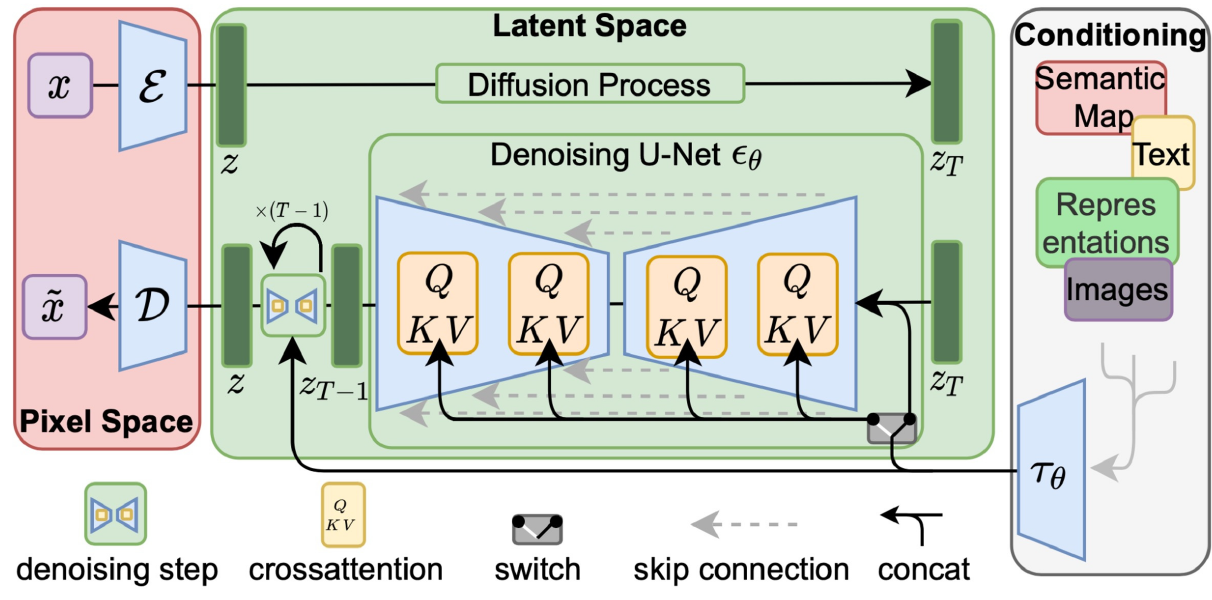 Latent Space
Conditioning
x
ℰ
Diffusion Process
z
z_T
Semantic
Map
Text
Repres
entations
Images
Denoising U-Net ϵ_θ
×(T−1)
Q
KV
Q
KV
Q
KV
Q
KV
x̃
𝒟
z
z_{T−1}
z_T
Pixel Space
τ_θ
Q
KV
denoising step
crossattention
switch
skip connection
concat